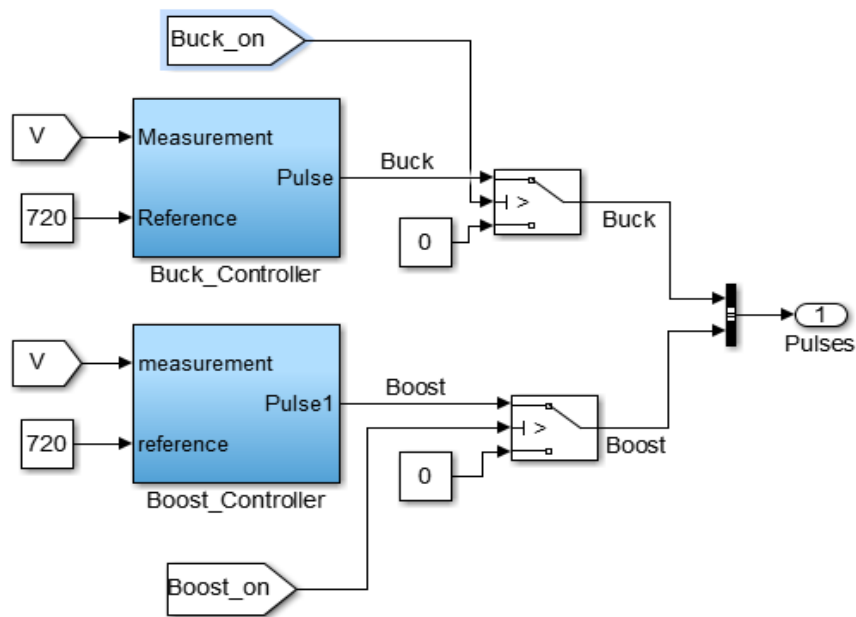 Buck_on
V
Measurement
Pulse
Buck
720
Reference
Buck_Controller
>
0
Buck
1
Pulses
V
measurement
Pulse1
Boost
720
reference
Boost_Controller
>
0
Boost
Boost_on